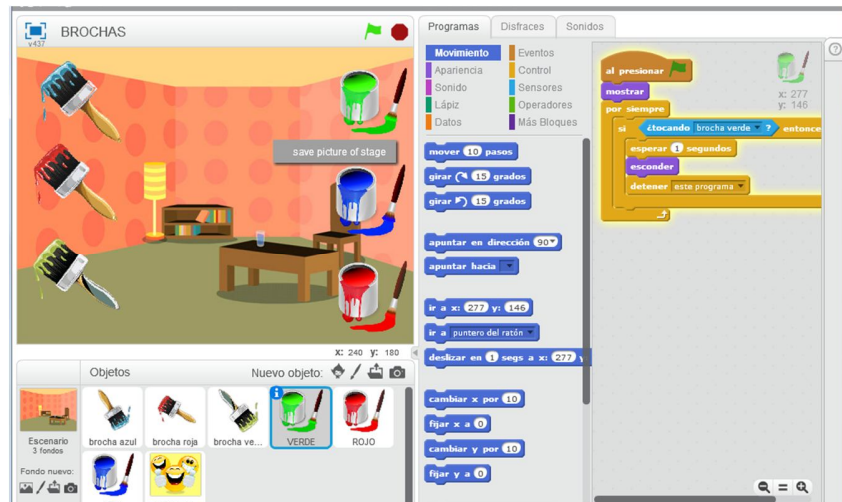 BROCHAS
v437
save picture of stage
x: 240 y: 180
Objetos
Nuevo objeto:
Escenario
3 fondos
Fondo nuevo:
brocha azul
brocha roja
brocha ve...
VERDE
ROJO
Programas
Disfraces
Sonidos
Movimiento
Apariencia
Sonido
Lápiz
Datos
Eventos
Control
Sensores
Operadores
Más Bloques
mover 10 pasos
girar 15 grados
girar 15 grados
apuntar en dirección 90
apuntar hacia
ir a x: 277 y: 146
ir a puntero del ratón
deslizar en 1 segs a x: 277 y
cambiar x por 10
fijar x a 0
cambiar y por 10
fijar y a 0
al presionar
mostrar
por siempre
si ¿tocando brocha verde ? entonce
esperar 1 segundos
esconder
detener este programa
x: 277
y: 146